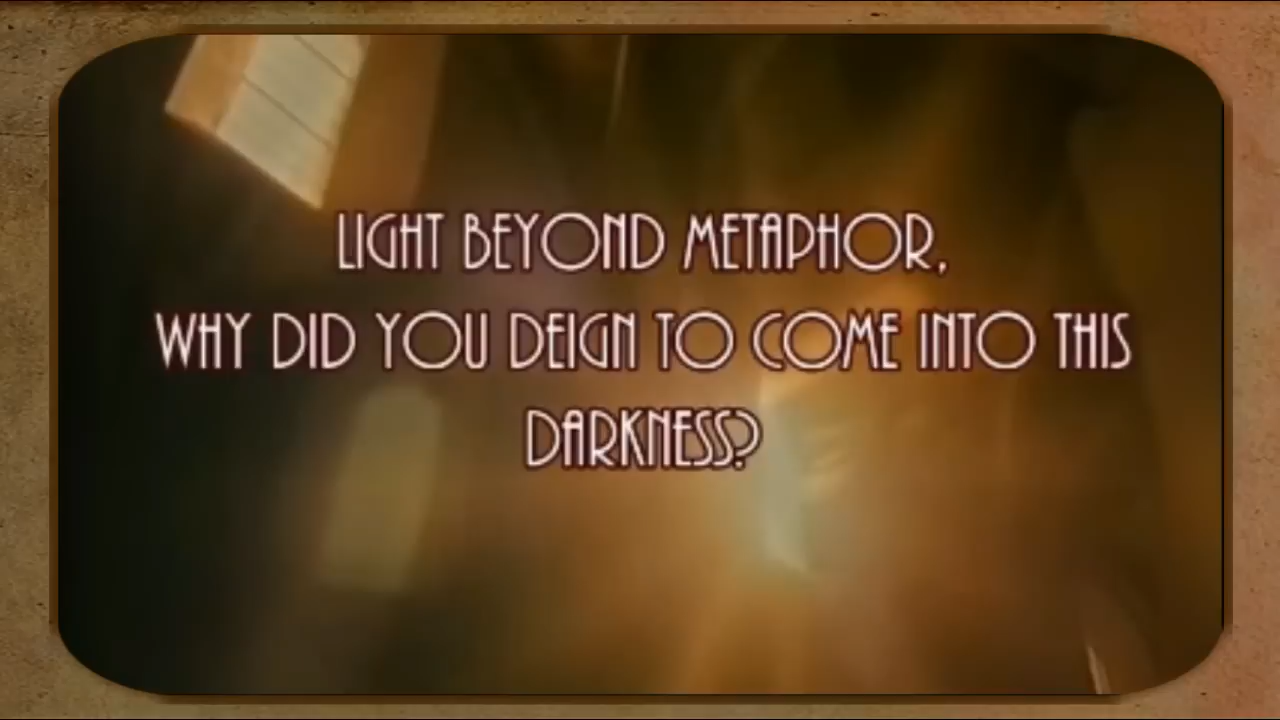 LIGHT BEYOND METAPHOR,
WHY DID YOU DEIGN TO COME INTO THIS
DARKNESS?